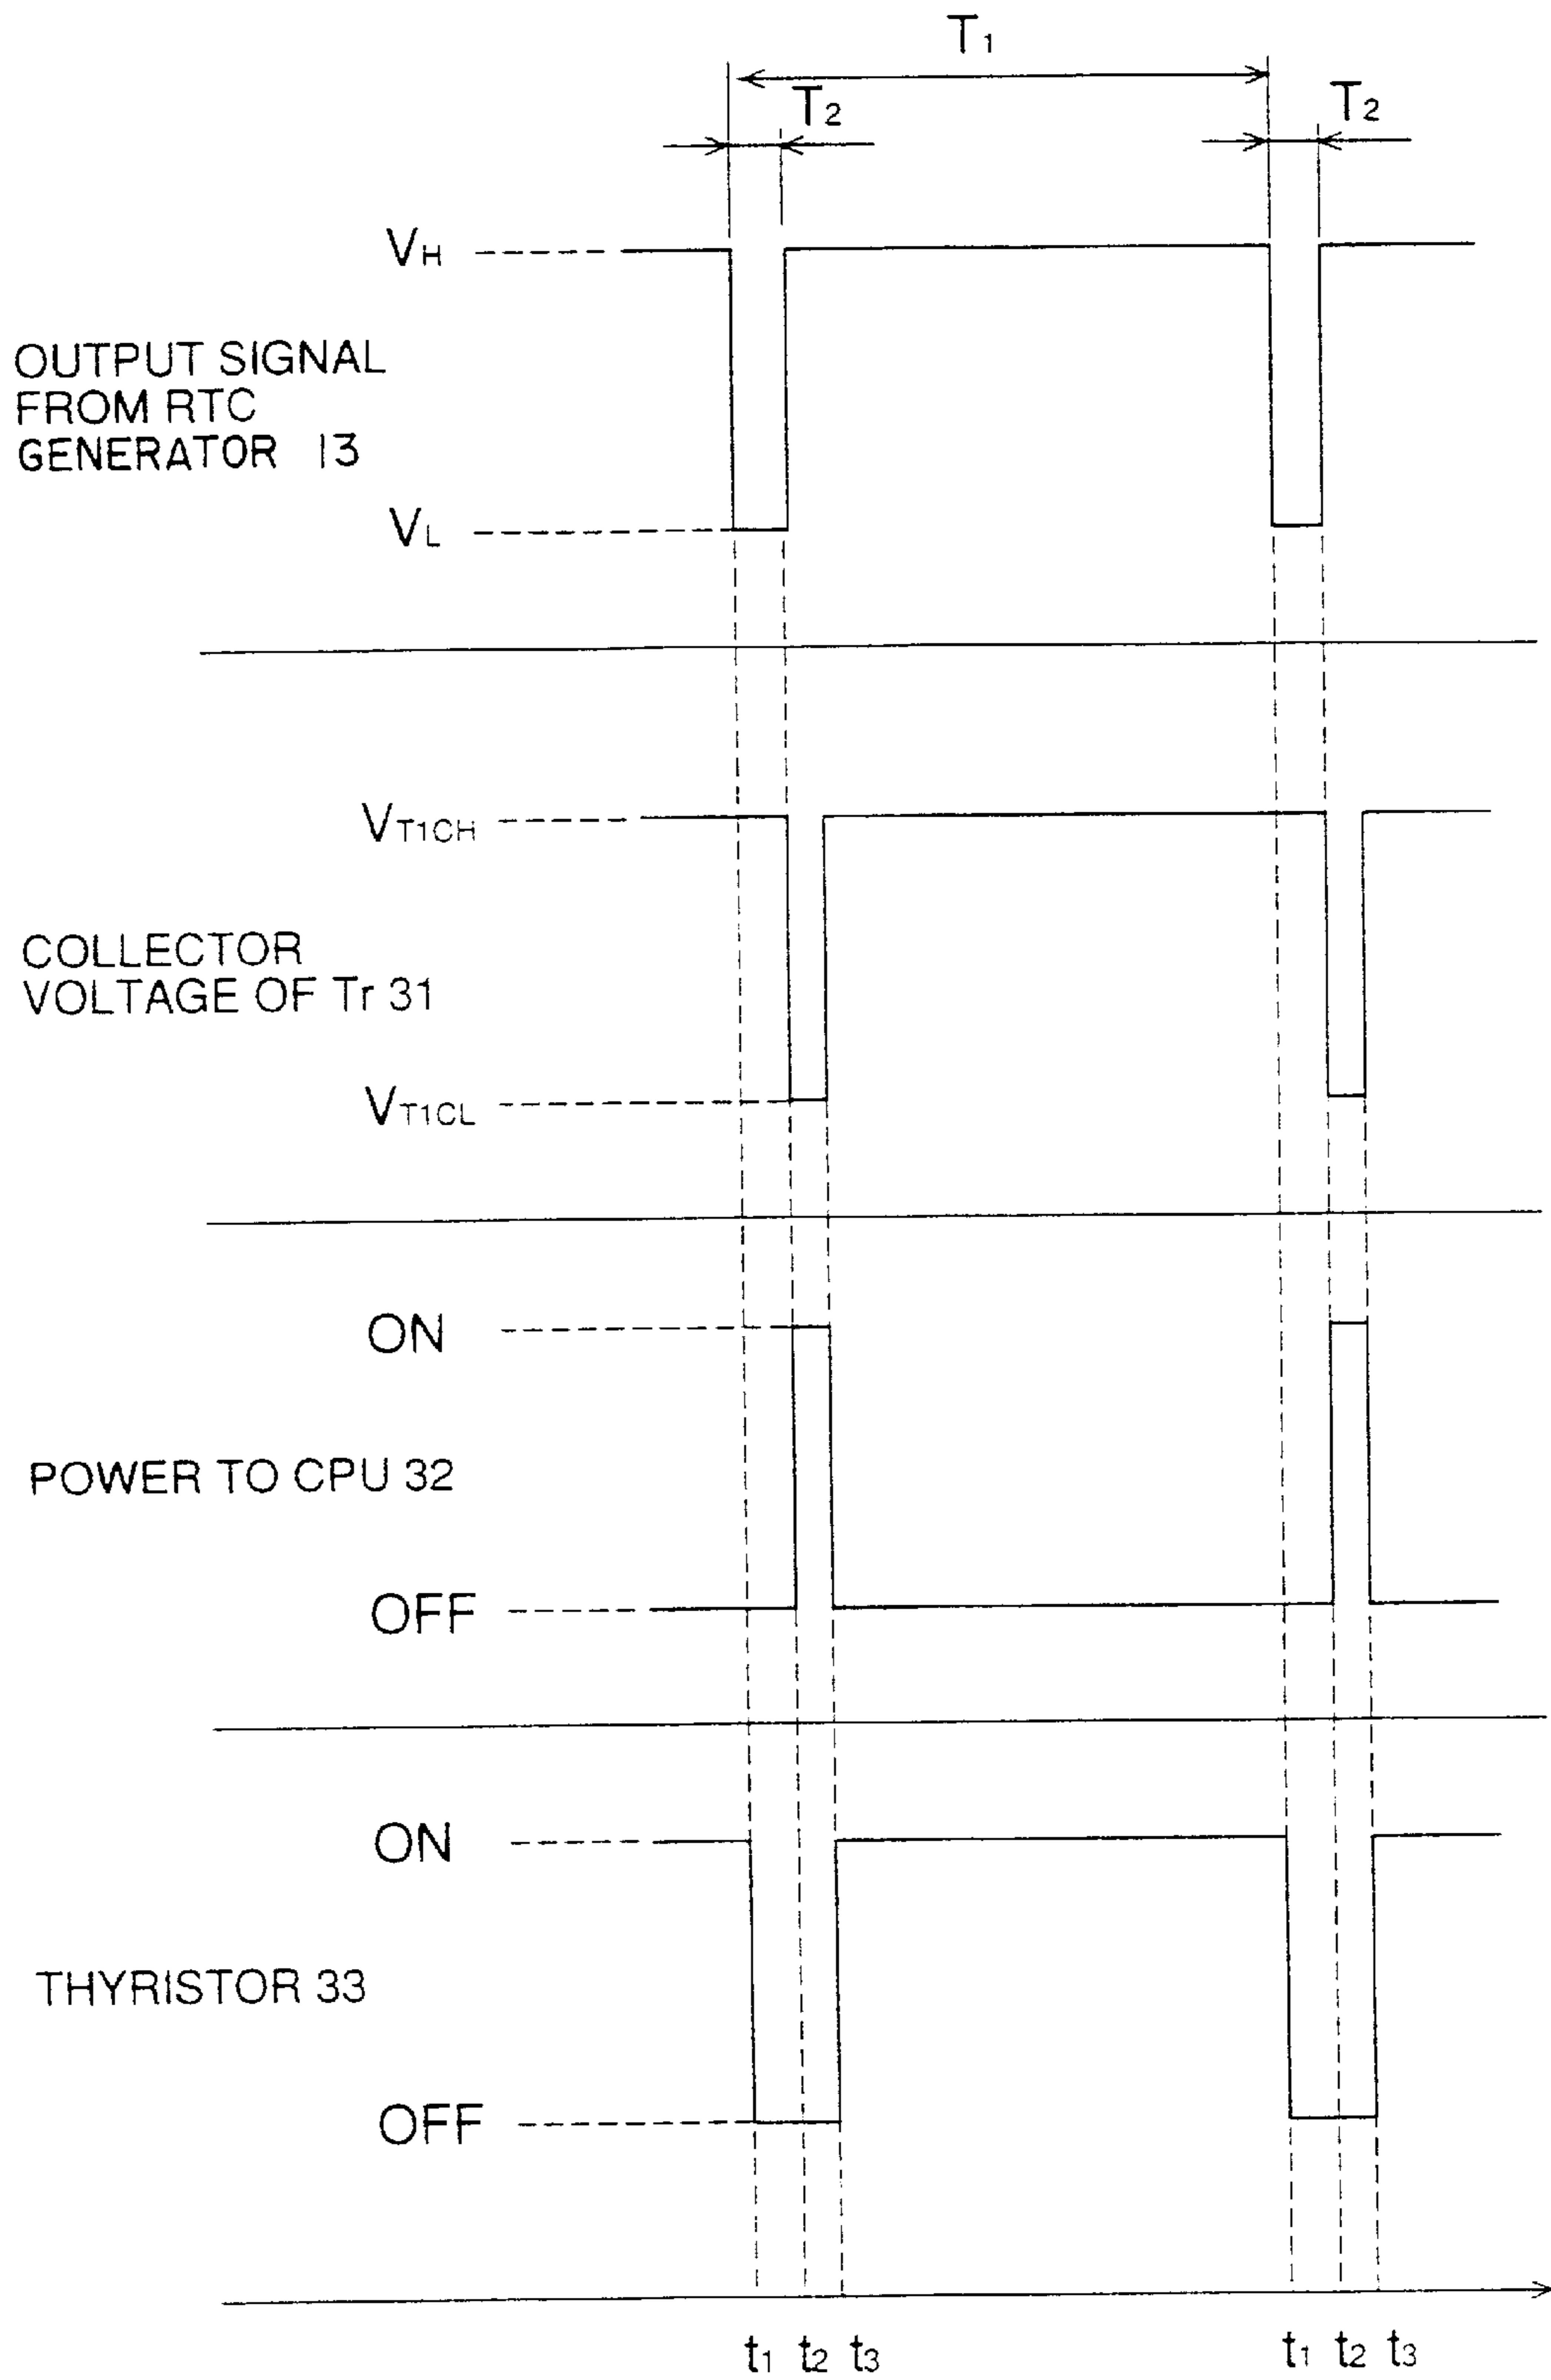 T1
T2 T2
VH
OUTPUT SIGNAL
FROM RTC
GENERATOR 13
VL
VT1CH
COLLECTOR
VOLTAGE OF Tr 31
VT1CL
ON
POWER TO CPU 32
OFF
ON
THYRISTOR 33
OFF
t1 t2 t3 t1 t2 t3